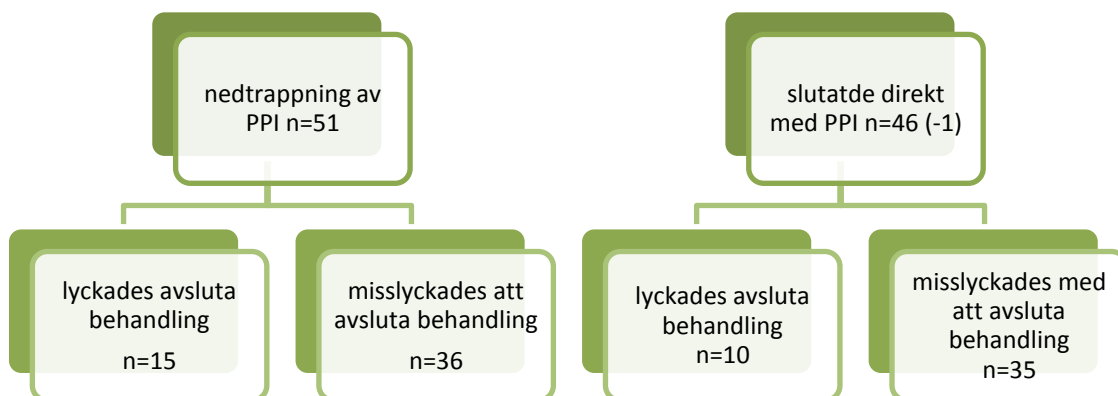 nedtrappning av
PPI n=51
slutatde direkt
med PPI n=46 (-1)
lyckades avsluta
behandling
n=15
misslyckades att
avsluta behandling
n=36
lyckades avsluta
behandling
n=10
misslyckades med
att avsluta
behandling
n=35